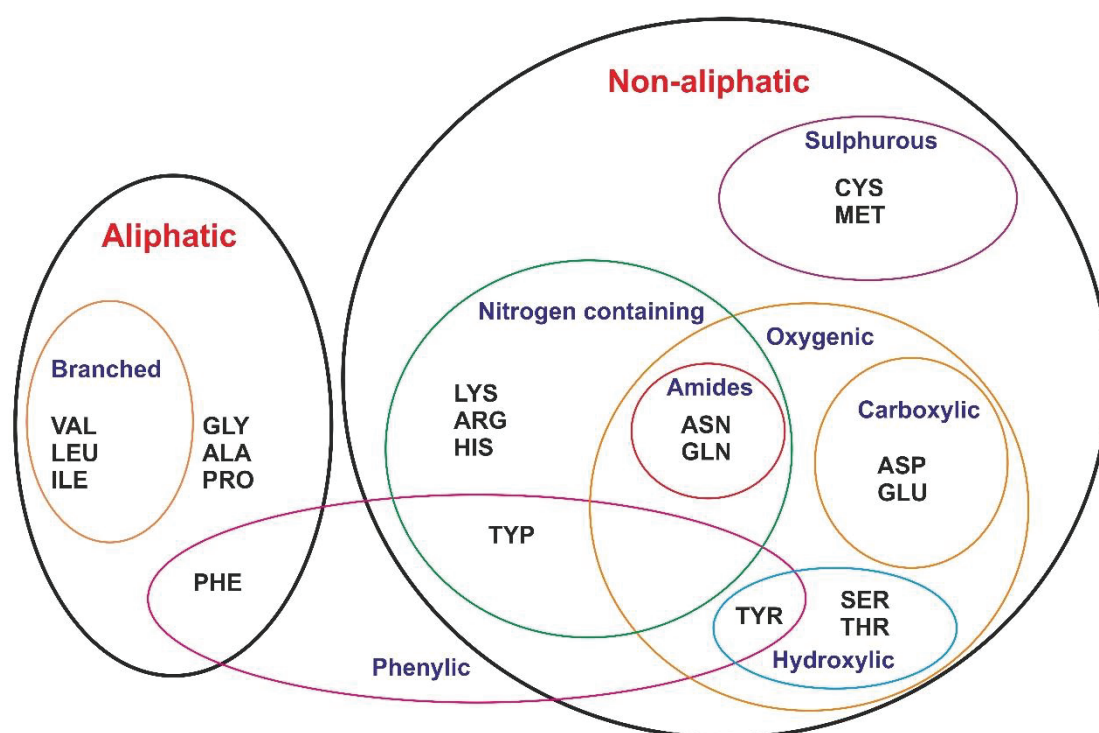 Non-aliphatic
Sulphurous
CYS
MET
Aliphatic
Branched
VAL
LEU
ILE
GLY
ALA
PRO
PHE
Nitrogen containing
LYS
ARG
HIS
Oxygenic
Amides
ASN
GLN
Carboxylic
ASP
GLU
TYP
TYR
SER
THR
Hydroxylic
Phenylic